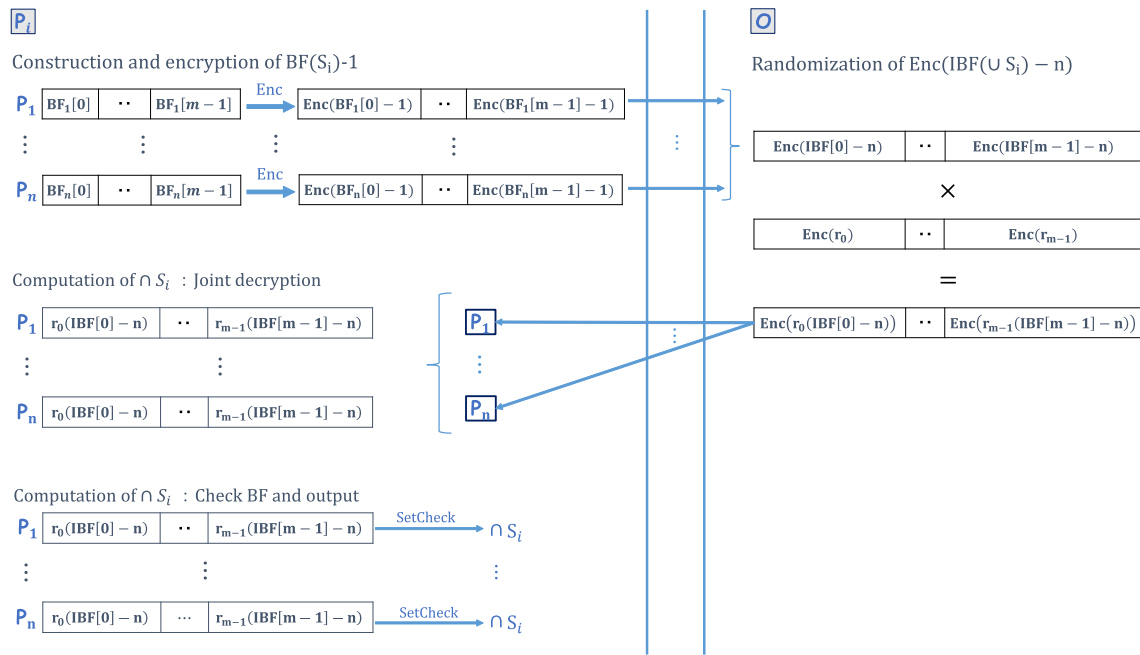 P_i
O
Construction and encryption of BF(S_i)-1
Randomization of Enc(IBF(∪ S_i) − n)
P_1 BF_1[0] ·· BF_1[m − 1] Enc Enc(BF_1[0] − 1) ·· Enc(BF_1[m − 1] − 1)
⋮ ⋮ ⋮ ⋮ ⋮
Enc(IBF[0] − n) ·· Enc(IBF[m − 1] − n)
P_n BF_n[0] ·· BF_n[m − 1] Enc Enc(BF_n[0] − 1) ·· Enc(BF_n[m − 1] − 1)
×
Enc(r_0) ·· Enc(r_{m−1})
=
Enc(r_0(IBF[0] − n)) ·· Enc(r_{m−1}(IBF[m − 1] − n))
Computation of ∩ S_i : Joint decryption
P_1 r_0(IBF[0] − n) ·· r_{m−1}(IBF[m − 1] − n) P_1
⋮ ⋮ ⋮ ⋮
P_n r_0(IBF[0] − n) ·· r_{m−1}(IBF[m − 1] − n) P_n
Computation of ∩ S_i : Check BF and output
P_1 r_0(IBF[0] − n) ·· r_{m−1}(IBF[m − 1] − n) SetCheck ∩ S_i
⋮ ⋮ ⋮
P_n r_0(IBF[0] − n) ··· r_{m−1}(IBF[m − 1] − n) SetCheck ∩ S_i